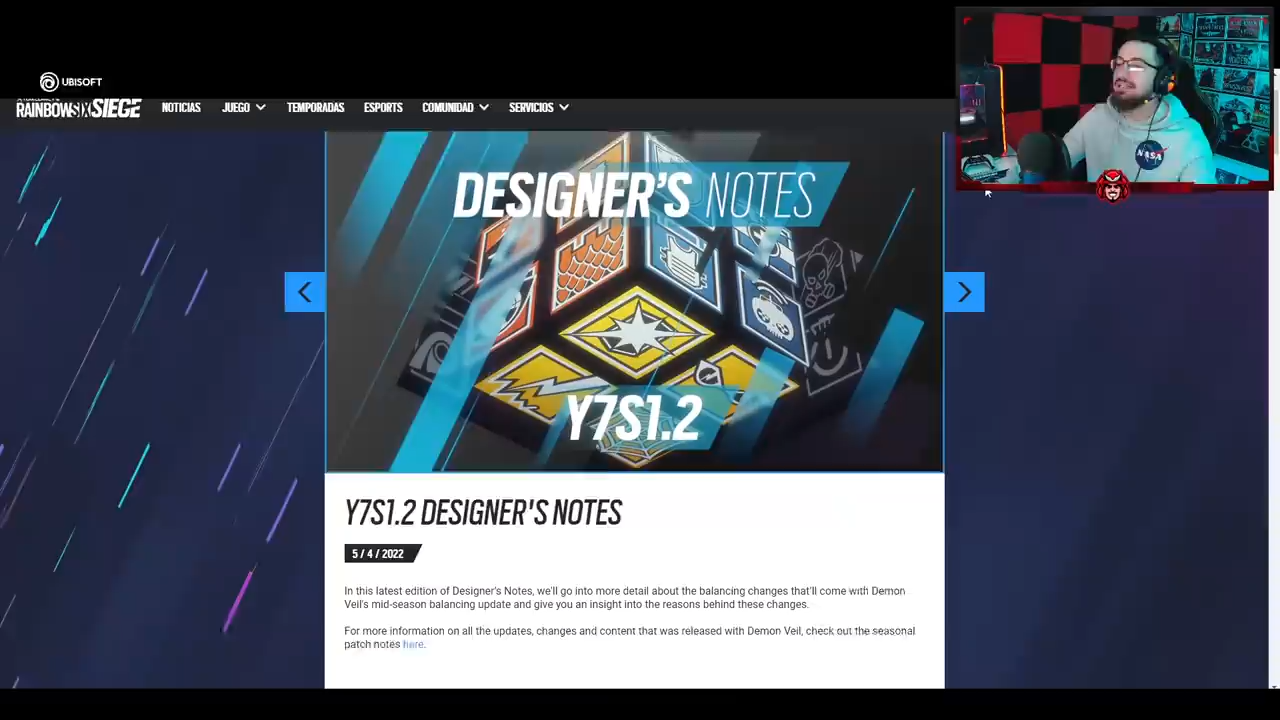 UBISOFT
RAINBOWSIX SIEGE
NOTICIAS
JUEGO
TEMPORADAS
ESPORTS
COMUNIDAD
SERVICIOS
NASA
DESIGNER'S NOTES
Y7S1.2
Y7S1.2 DESIGNER'S NOTES
5 / 4 / 2022
In this latest edition of Designer's Notes, we'll go into more detail about the balancing changes that'll come with Demon
Veil's mid-season balancing update and give you an insight into the reasons behind these changes.
For more information on all the updates, changes and content that was released with Demon Veil, check out the seasonal
patch notes here.